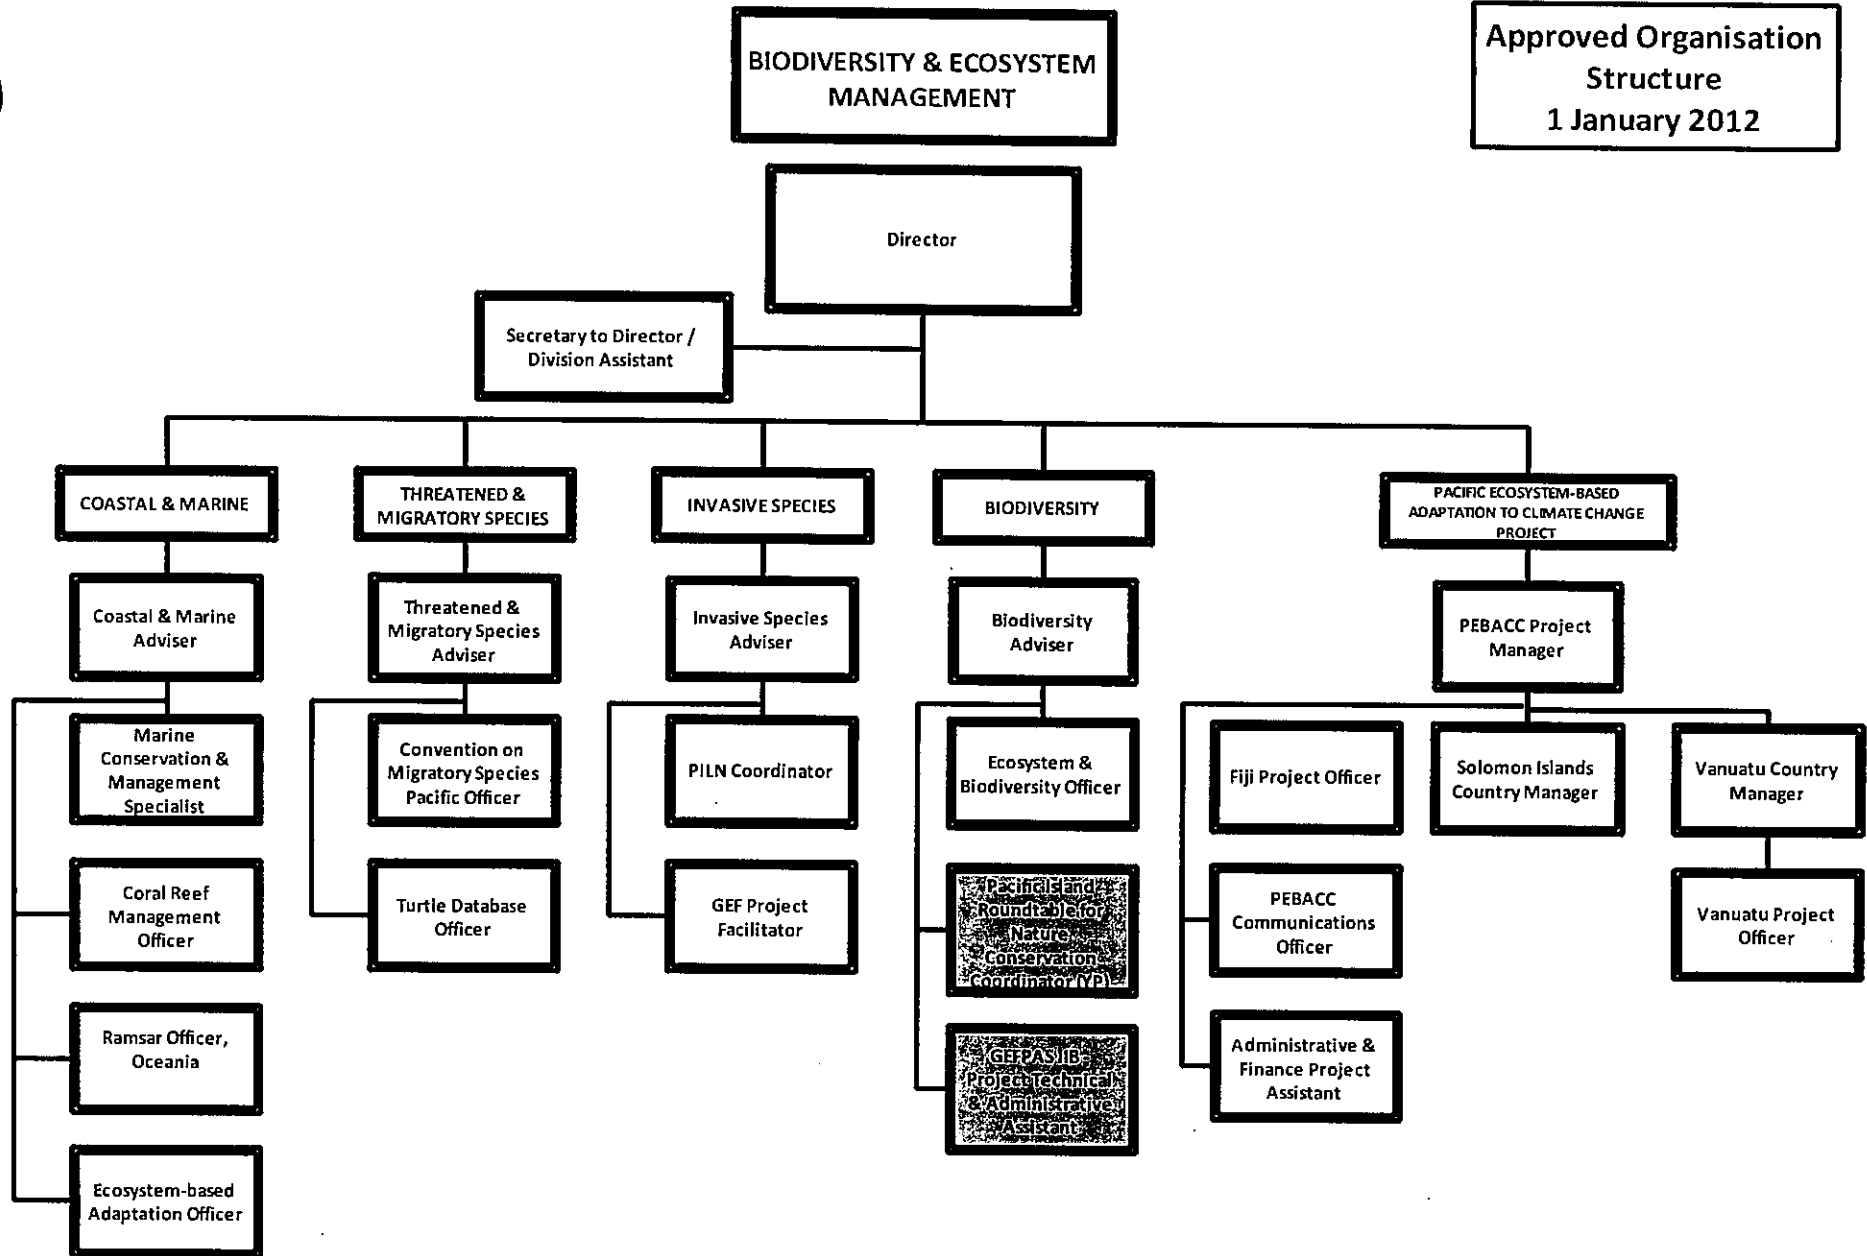 BIODIVERSITY & ECOSYSTEM
MANAGEMENT
Approved Organisation
Structure
1 January 2012
Director
Secretary to Director /
Division Assistant
COASTAL & MARINE
THREATENED &
MIGRATORY SPECIES
INVASIVE SPECIES
BIODIVERSITY
PACIFIC ECOSYSTEM-BASED
ADAPTATION TO CLIMATE CHANGE
PROJECT
Coastal & Marine
Adviser
Threatened &
Migratory Species
Adviser
Invasive Species
Adviser
Biodiversity
Adviser
PEBACC Project
Manager
Marine
Conservation &
Management
Specialist
Convention on
Migratory Species
Pacific Officer
PILN Coordinator
Ecosystem &
Biodiversity Officer
Fiji Project Officer
Solomon Islands
Country Manager
Vanuatu Country
Manager
Coral Reef
Management
Officer
Turtle Database
Officer
GEF Project
Facilitator
Pacific Island
Roundtable for
Nature
Conservation
Coordinator (YP)
PEBACC
Communications
Officer
Vanuatu Project
Officer
Ramsar Officer,
Oceania
GEFPAS IIB
Project Technical
& Administrative
Assistant
Administrative &
Finance Project
Assistant
Ecosystem-based
Adaptation Officer